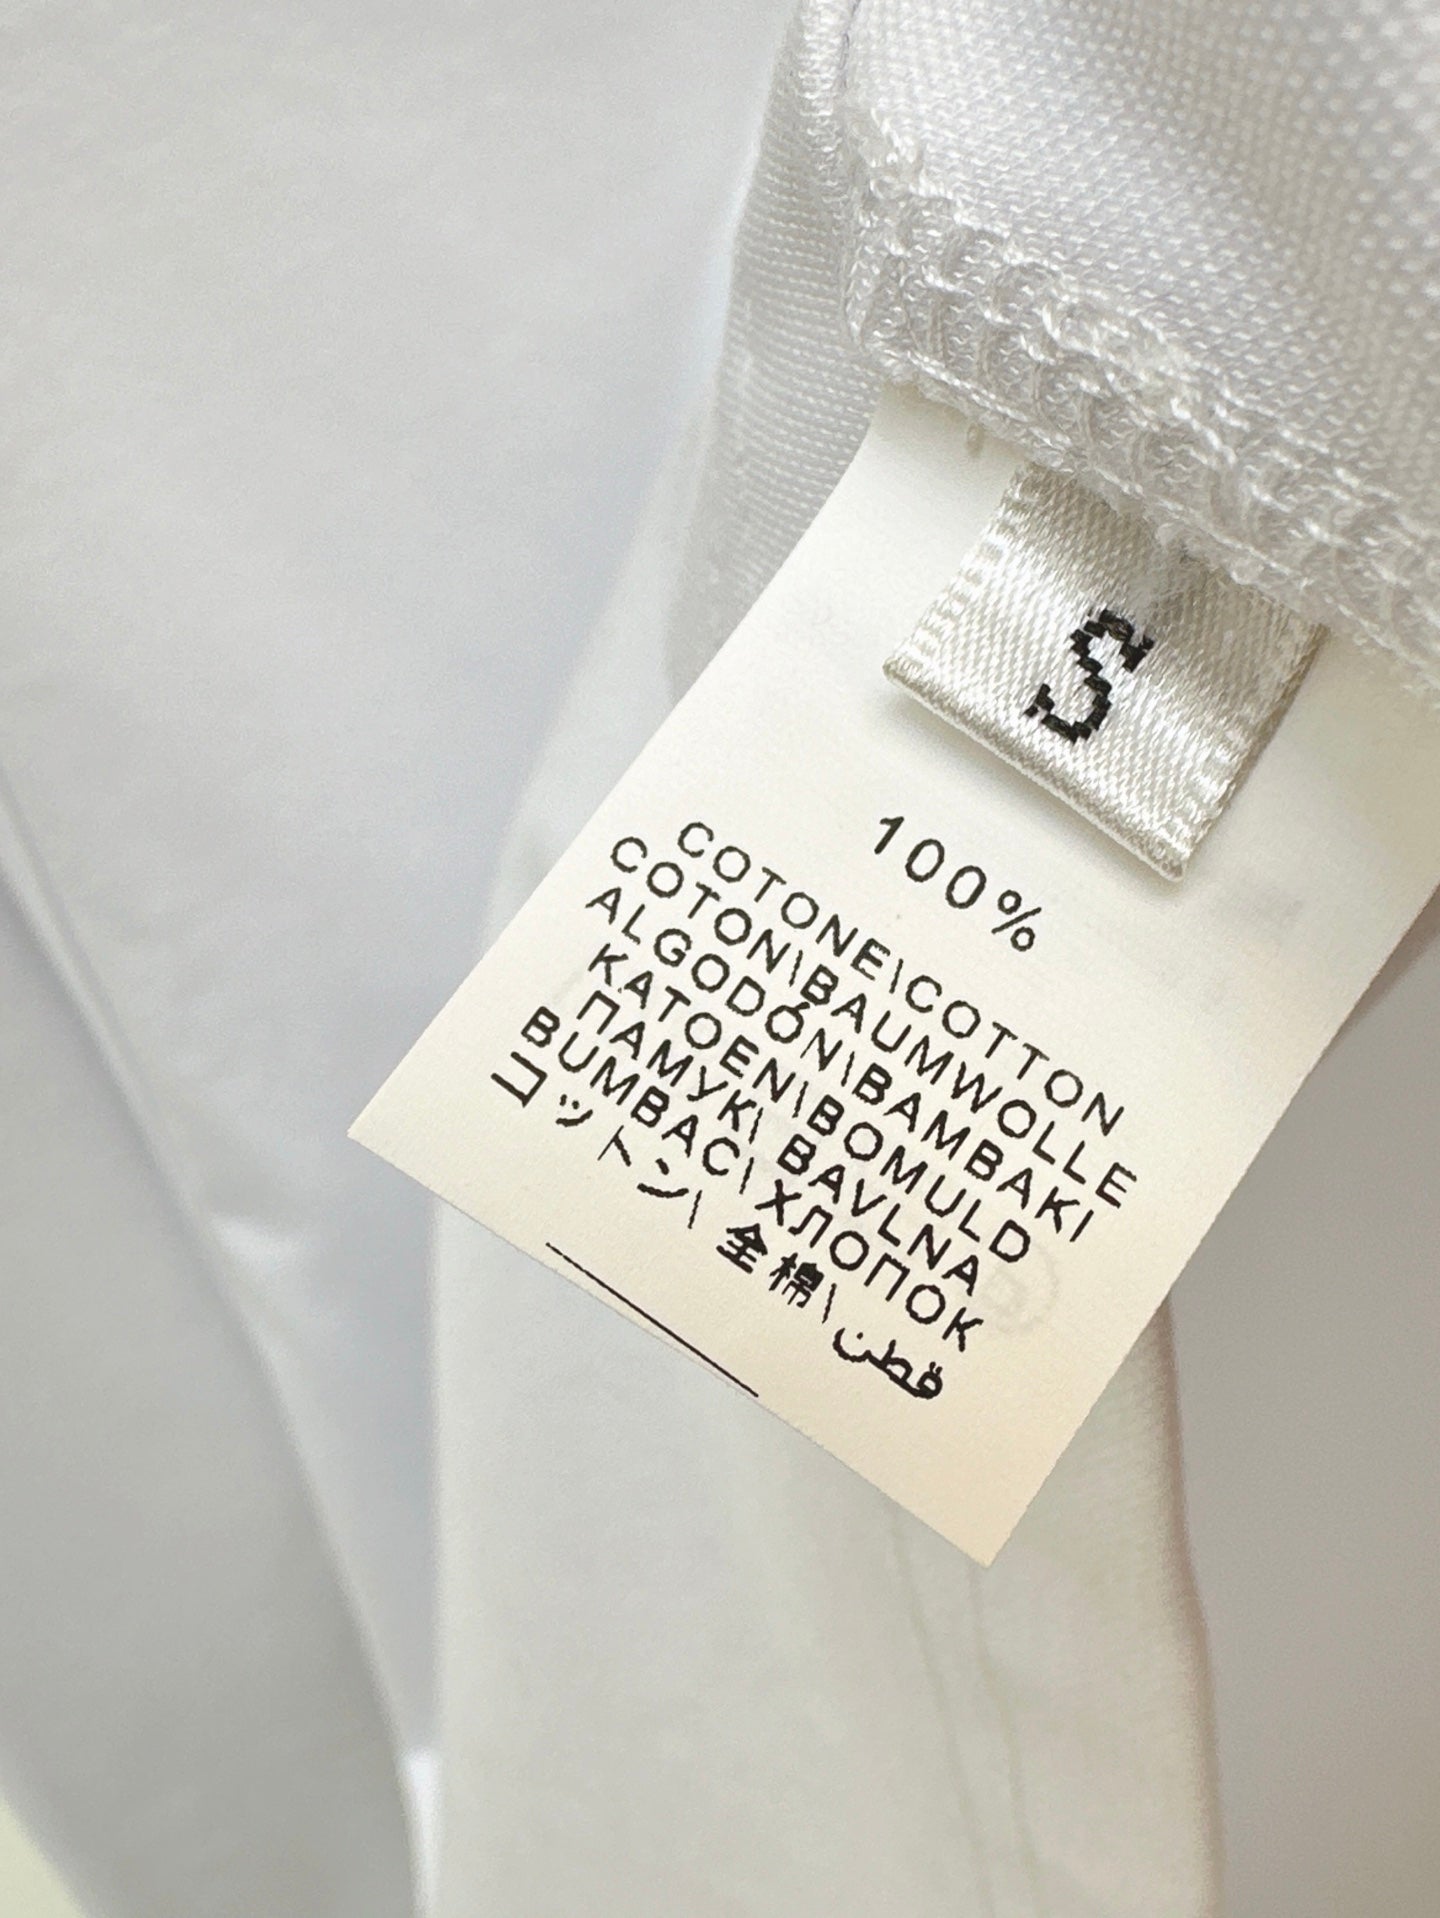 S
100%
COTONE\COTTON
COTON\BAUMWOLLE
ALGODÓN\BAMBAKI
KATOEN\BOMULD
ПАМУК\ BAVLNA
BUMBAC\ ХЛОПОК
コットン\ 全棉\ قطن